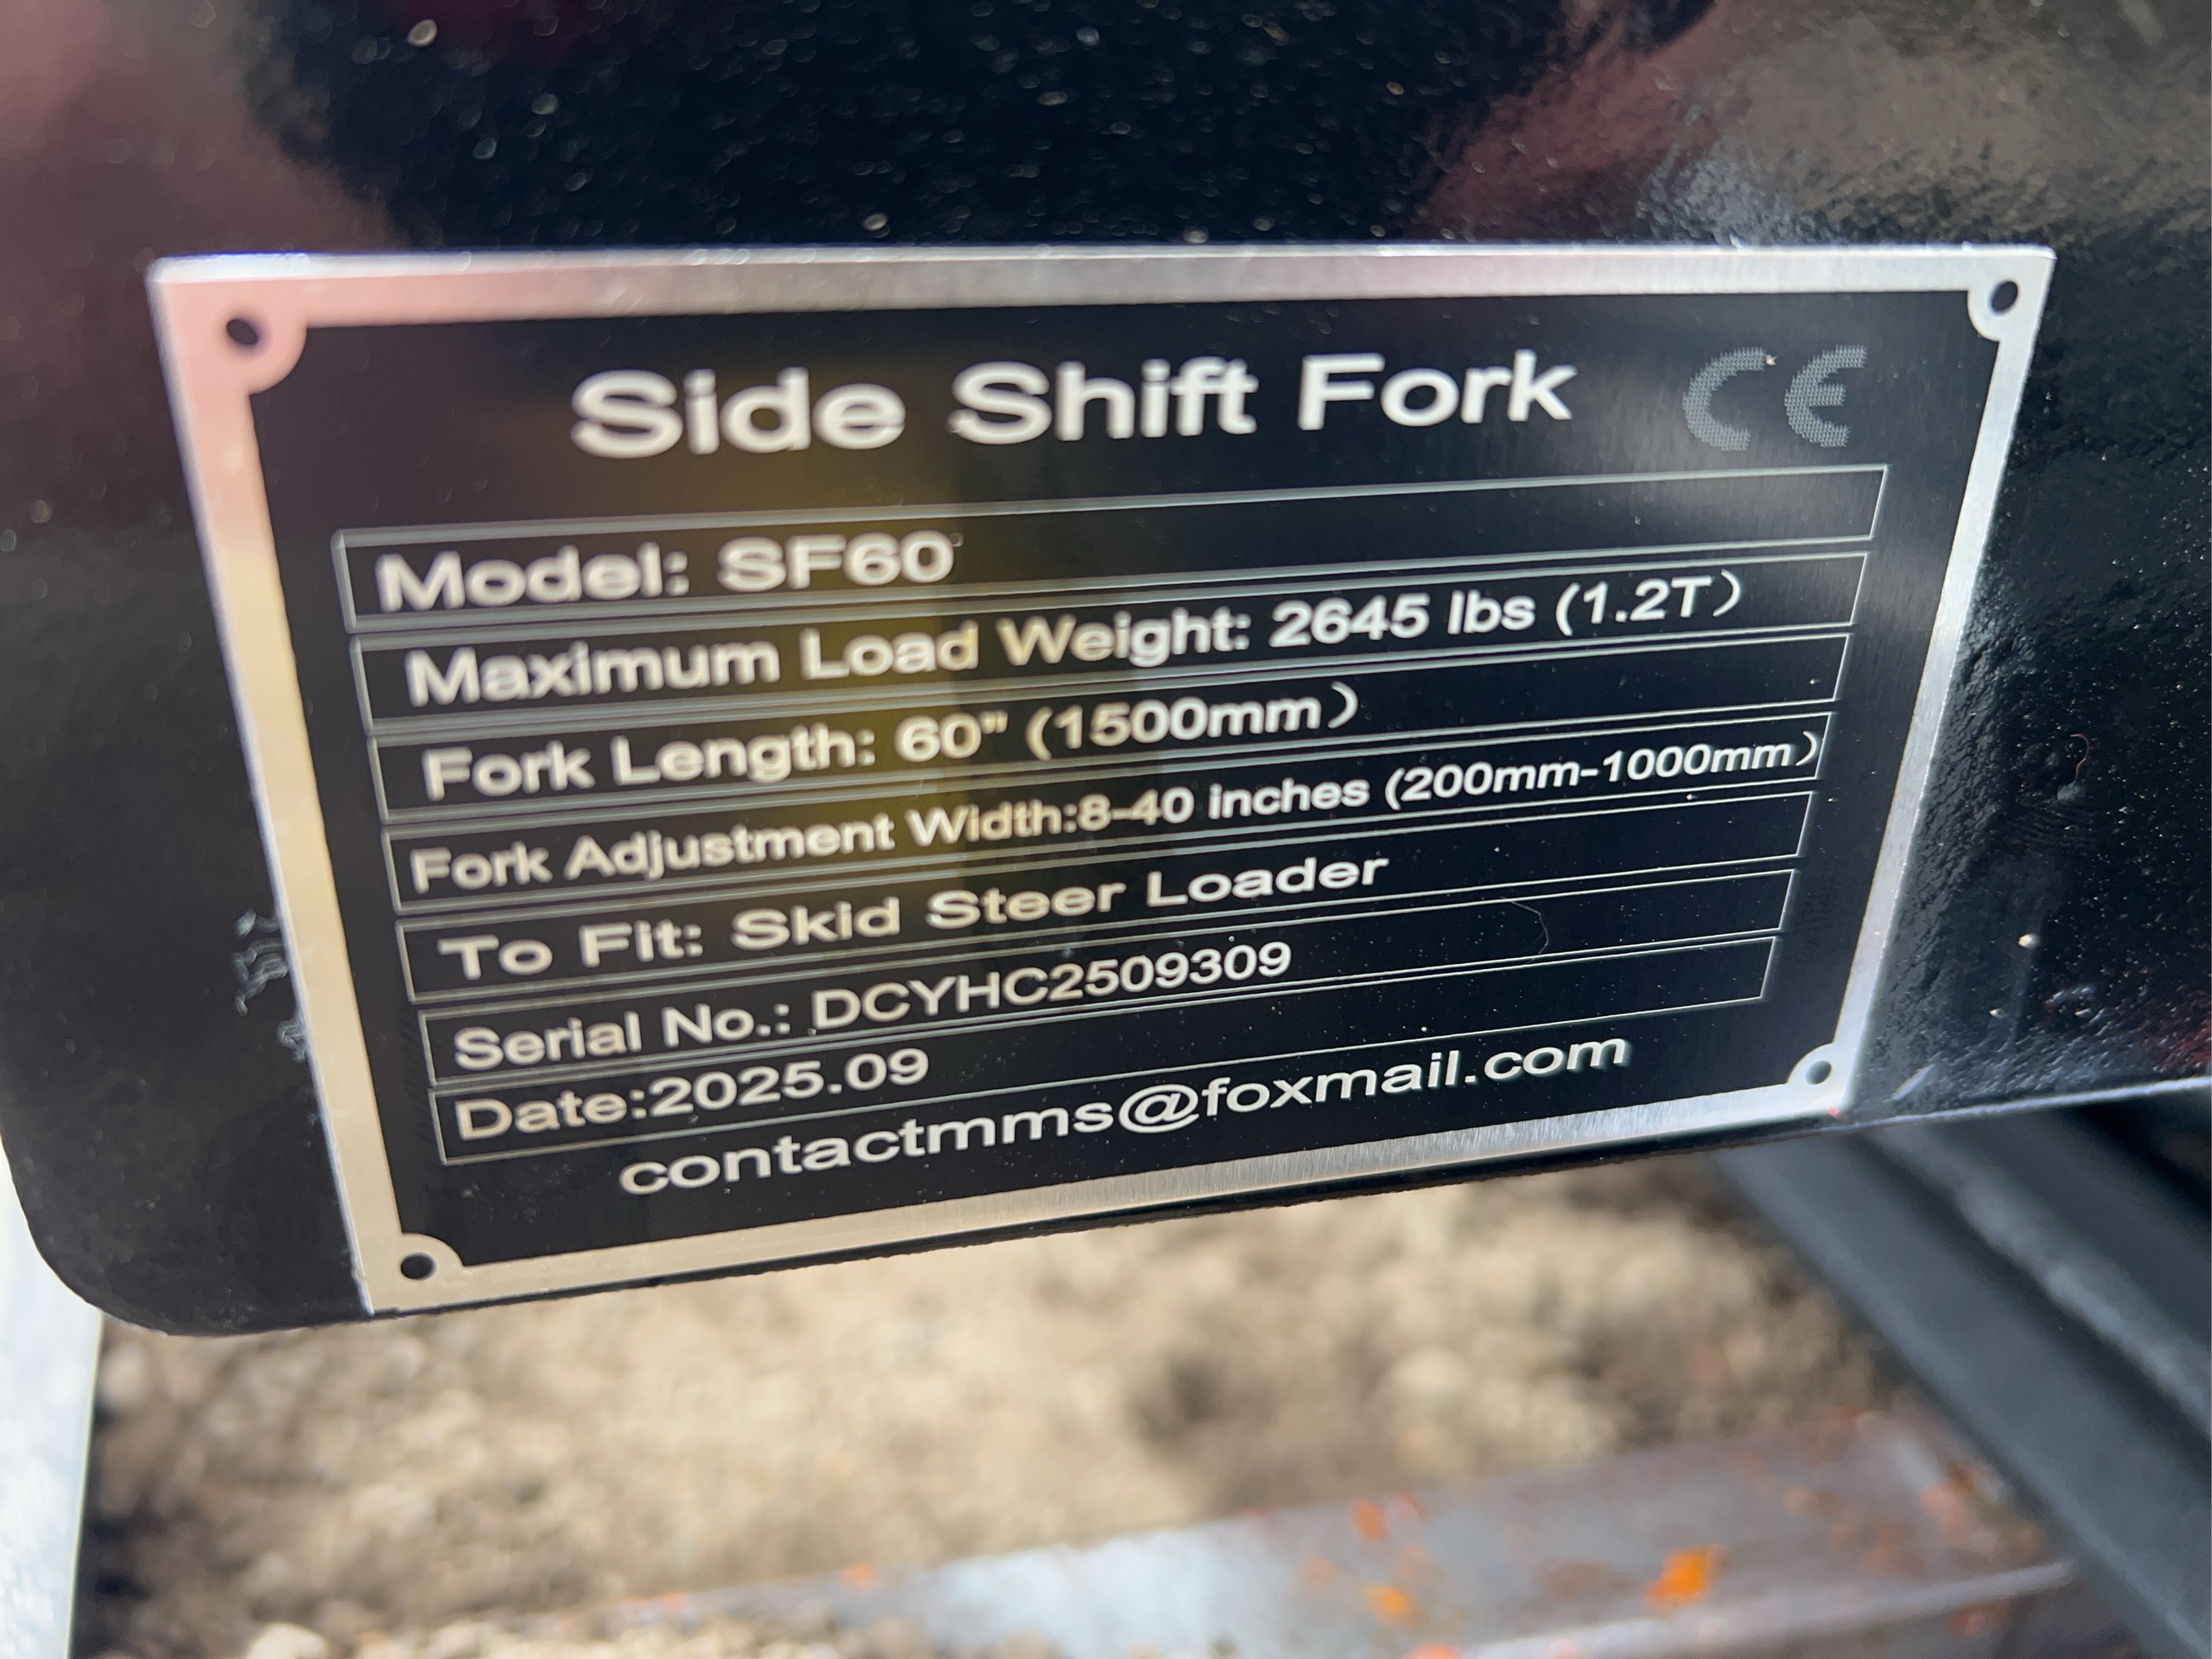 Side Shift Fork CE
Model: SF60
Maximum Load Weight: 2645 lbs (1.2T)
Fork Length: 60" (1500mm)
Fork Adjustment Width:8-40 inches (200mm-1000mm)
To Fit: Skid Steer Loader
Serial No.: DCYHC2509309
Date:2025.09
contactmms@foxmail.com